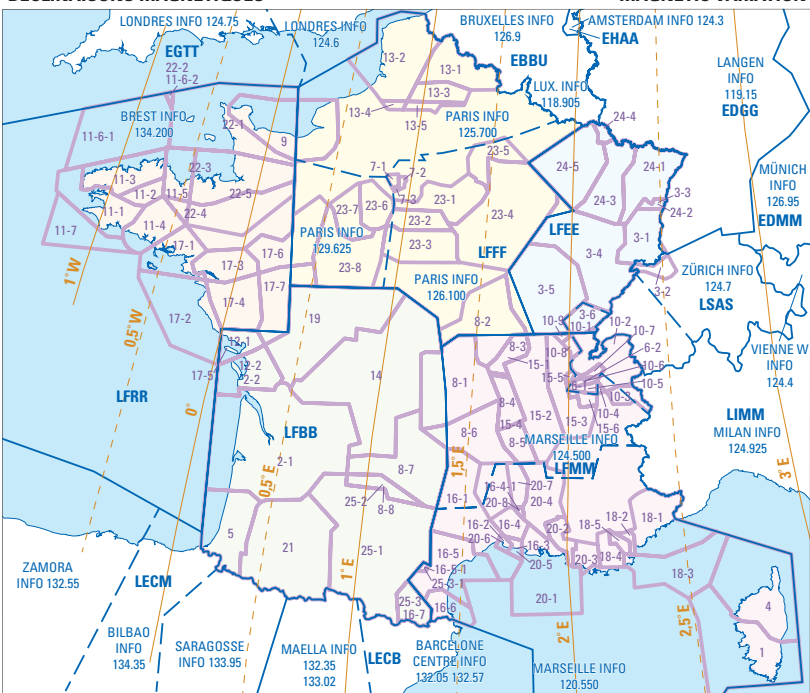 LONDRES INFO 124.75
LONDRES INFO
124.6
BRUXELLES INFO
126.9
AMSTERDAM INFO 124.3
EHAA
EGTT
EBBU
LANGEN
INFO
119.15
EDGG
LUX. INFO
118.905
22-2
11-6-2
13-2
13-1
13-3
13-4
13-5
BREST INFO
134.200
22-1
9
11-6-1
PARIS INFO
125.700
24-4
7-1
7-2
7-3
23-5
24-5
24-1
MÜNICH
INFO
126.95
EDMM
11-3
22-3
11-2
11-5
22-5
11-1
22-4
11-4
11-7
23-7
23-6
23-1
23-2
23-4
24-3
24-2
17-1
PARIS INFO
129.625
23-3
LFFF
LFEE
3-1
3-4
17-6
17-3
23-8
17-7
17-4
PARIS INFO
126.100
3-5
3-2
ZÜRICH INFO
124.7
LSAS
1° W
0,5° W
17-2
19
8-2
3-6
10-9
10-1
10-2
10-7
6-2
10-6
10-5
10-3
10-4
15-6
12-1
12-2
2-2
17-5
8-3
10-8
15-1
15-5
VIENNE W
INFO
124.4
LFRR
0°
14
8-1
8-4
15-2
15-3
15-4
8-5
8-6
LIMM
MILAN INFO
124.925
LFBB
MARSEILLE INFO
124.500
LFMM
2-1
0,5° E
8-7
1,5° E
3° E
25-2
8-8
16-1
16-4-1
20-7
20-8
20-4
16-2
16-4
20-6
16-3
20-2
18-5
18-2
18-1
5
21
25-1
1° E
16-5
16-5-1
25-3-1
20-5
20-3
18-4
18-3
25-3
16-7
16-6
20-1
4
1
ZAMORA
INFO 132.55
LECM
BILBAO
INFO
134.35
SARAGOSSE
INFO 133.95
MAELLA INFO
132.35
133.02
LECB
BARCELONE
CENTRE INFO
132.05 132.57
2° E
2,5° E
MARSEILLE INFO
120.550